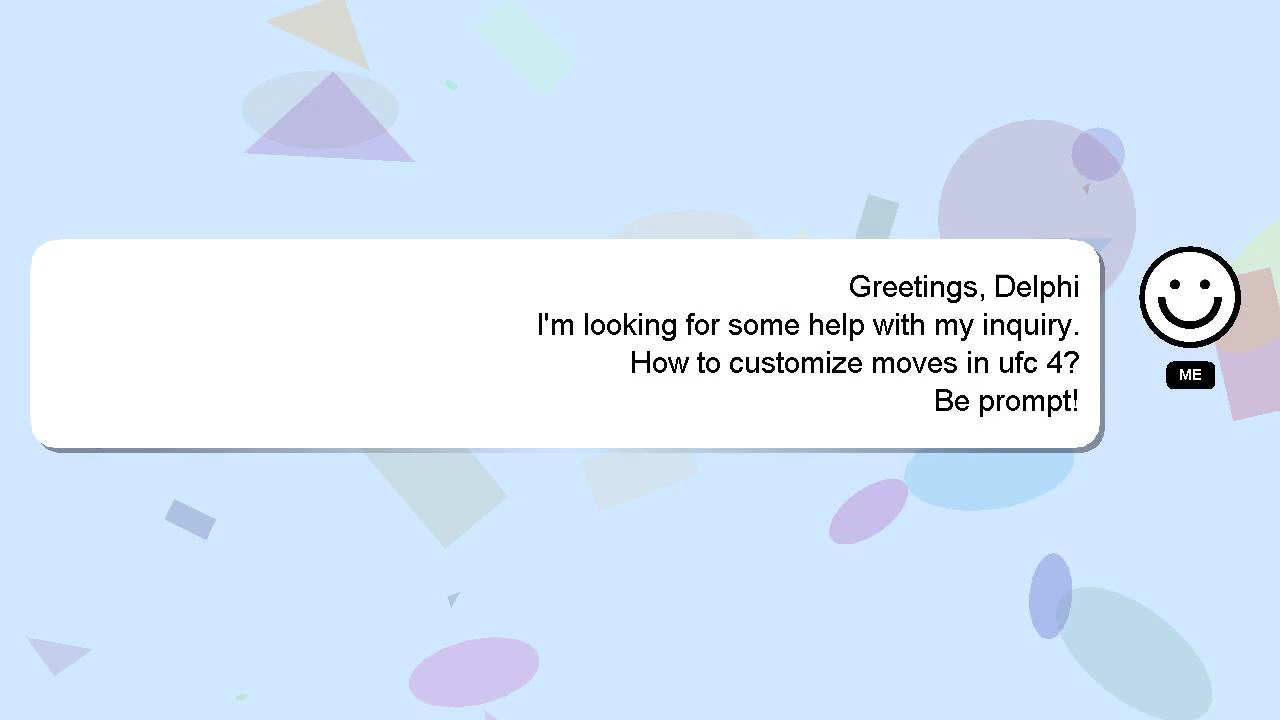 Greetings, Delphi
I'm looking for some help with my inquiry.
How to customize moves in ufc 4?
Be prompt!
ME